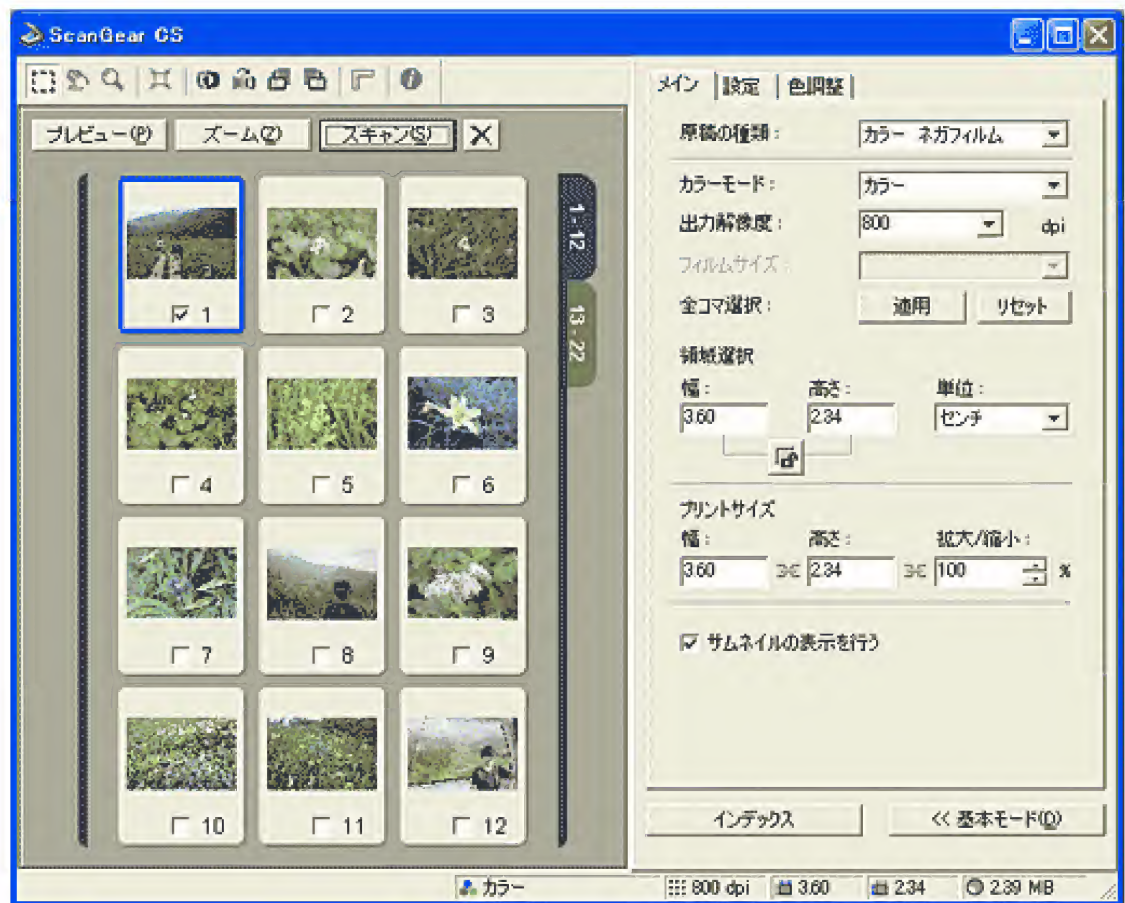 ScanGear CS
プレビュー(P) ズーム(Z) スキャン(S)
1 2 3
4 5 6
7 8 9
10 11 12
1 - 12
13 - 22
メイン 設定 色調整
原稿の種類： カラー ネガフィルム
カラーモード： カラー
出力解像度： 800 dpi
フィルムサイズ：
全コマ選択： 適用 リセット
領域選択
幅： 高さ： 単位：
3.60 2.34 センチ
プリントサイズ
幅： 高さ： 拡大/縮小：
3.60 2.34 100 %
サムネイルの表示を行う
インデックス << 基本モード(D)
カラー 800 dpi 3.60 2.34 2.39 MB